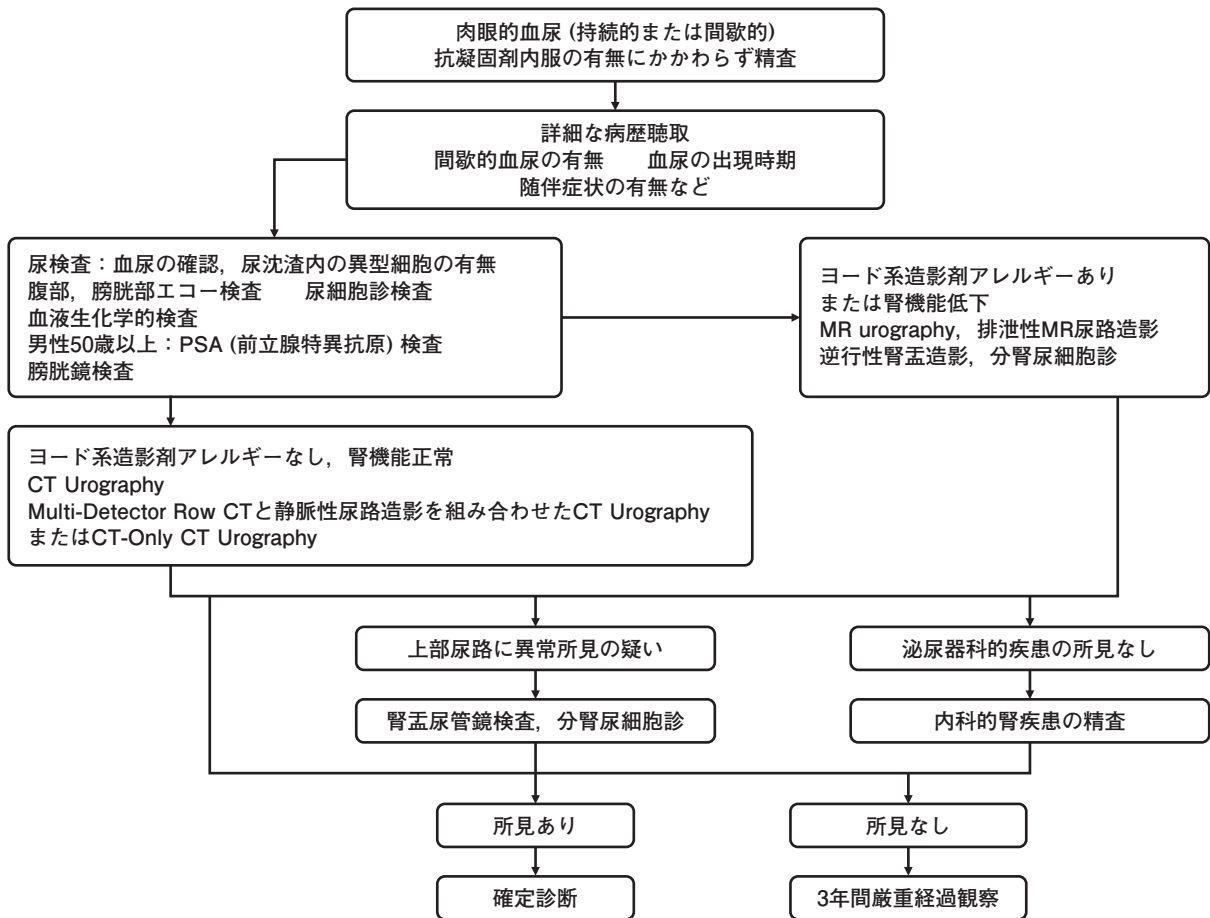 肉眼的血尿 (持続的または間歇的)
抗凝固剤内服の有無にかかわらず精査
詳細な病歴聴取
間歇的血尿の有無　　血尿の出現時期
随伴症状の有無など
尿検査：血尿の確認，尿沈渣内の異型細胞の有無
腹部，膀胱部エコー検査　　尿細胞診検査
血液生化学的検査
男性50歳以上：PSA (前立腺特異抗原) 検査
膀胱鏡検査
ヨード系造影剤アレルギーあり
または腎機能低下
MR urography，排泄性MR尿路造影
逆行性腎盂造影，分腎尿細胞診
ヨード系造影剤アレルギーなし，腎機能正常
CT Urography
Multi-Detector Row CTと静脈性尿路造影を組み合わせたCT Urography
またはCT-Only CT Urography
上部尿路に異常所見の疑い
泌尿器科的疾患の所見なし
腎盂尿管鏡検査，分腎尿細胞診
内科的腎疾患の精査
所見あり
所見なし
確定診断
3年間厳重経過観察